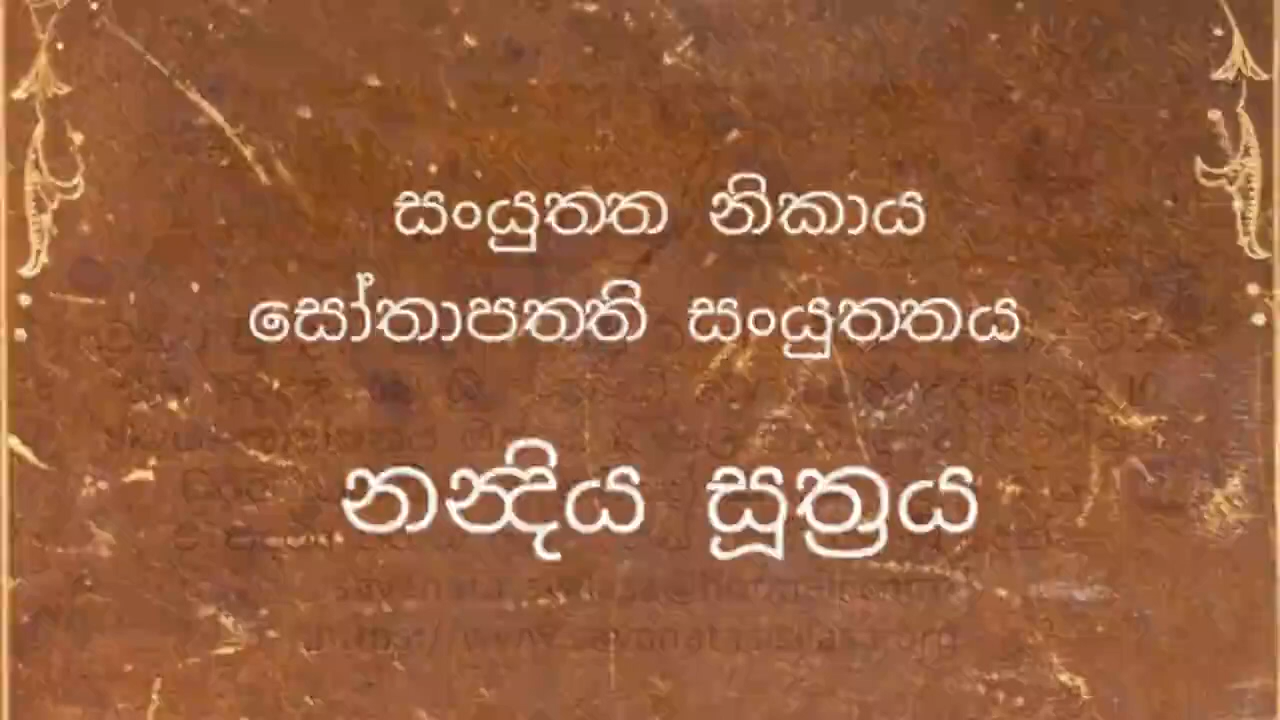 සංයුත‍්ත නිකාය
සෝතාපත‍්ති සංයුත‍්තය
නන්‍දිය සූත්‍රය